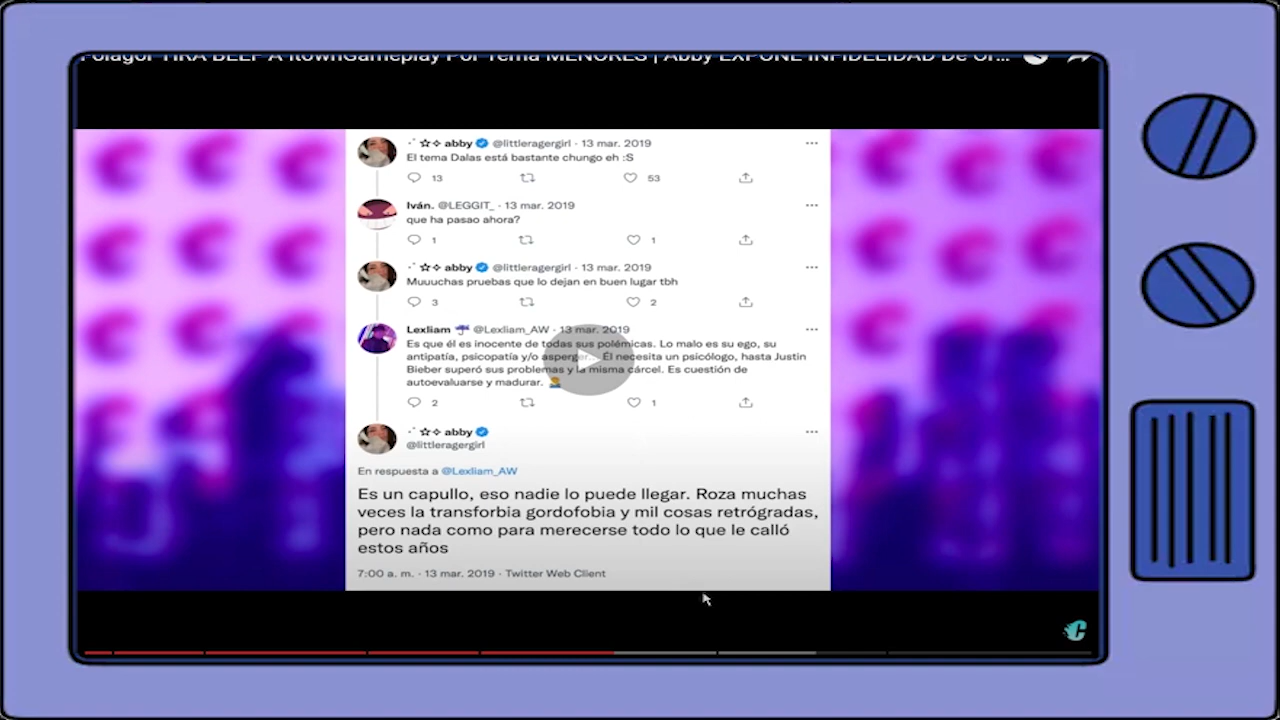 Folagor TIRA BEEF A ItownGameplay Por Tema MENORES | Abby EXPONE INFIDELIDAD De Or...
abby @littleragergirl · 13 mar. 2019
El tema Dalas está bastante chungo eh :S
13 53
Iván. @LEGGIT_ · 13 mar. 2019
que ha pasao ahora?
1 1
abby @littleragergirl · 13 mar. 2019
Muuuchas pruebas que lo dejan en buen lugar tbh
3 2
Lexliam @Lexliam_AW · 13 mar. 2019
Es que él es inocente de todas sus polémicas. Lo malo es su ego, su
antipatía, psicopatía y/o asperger... Él necesita un psicólogo, hasta Justin
Bieber superó sus problemas y la misma cárcel. Es cuestión de
autoevaluarse y madurar.
2 1
abby
@littleragergirl
En respuesta a @Lexliam_AW
Es un capullo, eso nadie lo puede llegar. Roza muchas
veces la transforbia gordofobia y mil cosas retrógradas,
pero nada como para merecerse todo lo que le calló
estos años
7:00 a. m. · 13 mar. 2019 · Twitter Web Client
C